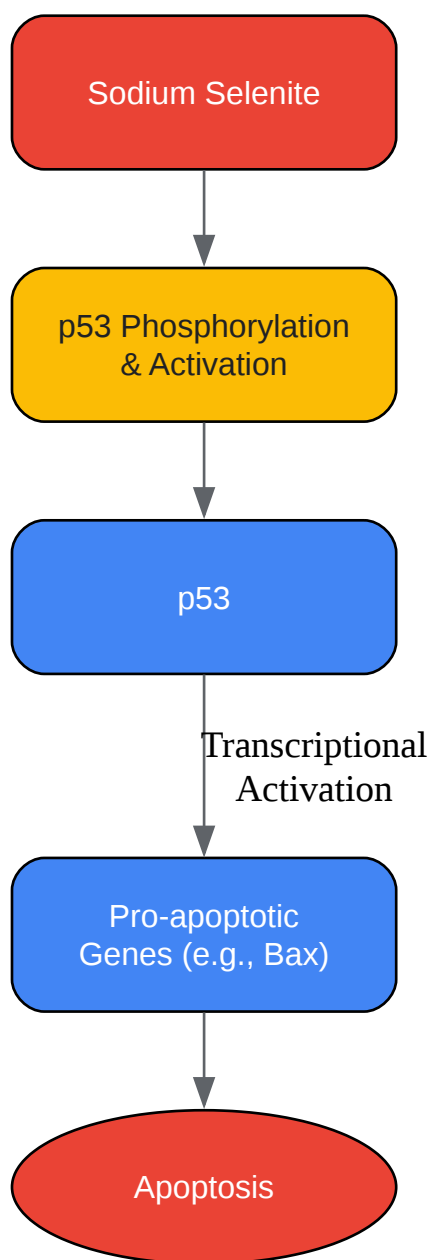 Sodium Selenite
p53 Phosphorylation
& Activation
p53
Transcriptional
Activation
Pro-apoptotic
Genes (e.g., Bax)
Apoptosis